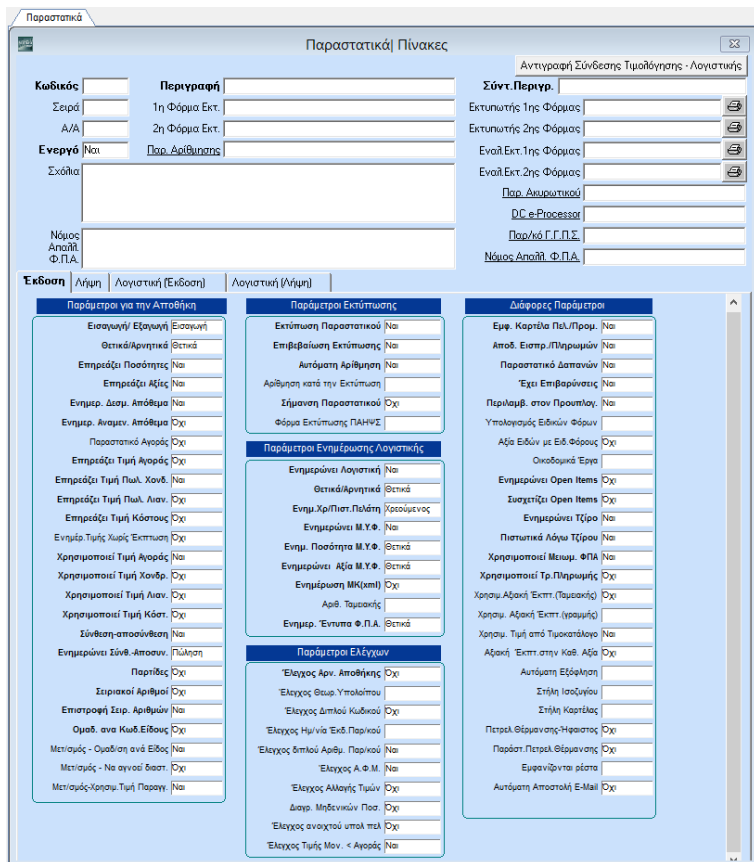 Παραστατικά
Παραστατικά| Πίνακες
Αντιγραφή Σύνδεσης Τιμολόγησης - Λογιστικής
Κωδικός Περιγραφή Σύντ.Περιγρ.
Σειρά 1η Φόρμα Εκτ. Εκτυπωτής 1ης Φόρμας
Α/Α 2η Φόρμα Εκτ. Εκτυπωτής 2ης Φόρμας
Ενεργό Ναι Παρ. Αρίθμησης Εναλ.Εκτ.1ης Φόρμας
Σχόλια Εναλ.Εκτ.2ης Φόρμας
Παρ. Ακυρωτικού
DC e-Processor
Νόμος Απαλλ. Φ.Π.Α. Παρ/κό Γ.Γ.Π.Σ.
Νόμος Απαλλ. Φ.Π.Α.
Έκδοση Λήψη Λογιστική (Έκδοση) Λογιστική (Λήψη)
Παράμετροι για την Αποθήκη
Εισαγωγή/ Εξαγωγή Εισαγωγή
Θετικά/Αρνητικά Θετικά
Επηρεάζει Ποσότητες Ναι
Επηρεάζει Αξίες Ναι
Ενημερ. Δεσμ. Απόθεμα Ναι
Ενημερ. Αναμεν. Απόθεμα Όχι
Παραστατικό Αγοράς Όχι
Επηρεάζει Τιμή Αγοράς Όχι
Επηρεάζει Τιμή Πωλ. Χονδ. Ναι
Επηρεάζει Τιμή Πωλ. Λιαν. Όχι
Επηρεάζει Τιμή Κόστους Όχι
Ενημέρ.Τιμής Χωρίς Έκπτωση Όχι
Χρησιμοποιεί Τιμή Αγοράς Ναι
Χρησιμοποιεί Τιμή Χονδρ. Όχι
Χρησιμοποιεί Τιμή Λιαν. Όχι
Χρησιμοποιεί Τιμή Κόστ. Όχι
Σύνθεση-αποσύνθεση Ναι
Ενημερώνει Σύνθ.-Αποσυν. Πώληση
Παρτίδες Όχι
Σειριακοί Αριθμοί Όχι
Επιστροφή Σειρ. Αριθμών Ναι
Ομαδ. ανα Κωδ.Είδους Όχι
Μετ/σμός - Ομαδ/ση ανά Είδος Ναι
Μετ/σμός - Να αγνοεί διαστ. Όχι
Μετ/σμός-Χρησιμ.Τιμή Παραγγ. Ναι
Παράμετροι Εκτύπωσης
Εκτύπωση Παραστατικού Ναι
Επιβεβαίωση Εκτύπωσης Ναι
Αυτόματη Αρίθμηση Ναι
Αρίθμηση κατά την Εκτύπωση
Σήμανση Παραστατικού Όχι
Φόρμα Εκτύπωσης ΠΑΗΨΣ
Παράμετροι Ενημέρωσης Λογιστικής
Ενημερώνει Λογιστική Ναι
Θετικά/Αρνητικά Θετικά
Ενημ.Χρ/Πιστ.Πελάτη Χρεούμενος
Ενημερώνει Μ.Υ.Φ. Ναι
Ενημ. Ποσότητα Μ.Υ.Φ. Θετικά
Ενημερώνει Αξία Μ.Υ.Φ. Θετικά
Ενημέρωση ΜΚ(xml) Όχι
Αριθ. Ταμειακής
Ενημερ. Έντυπα Φ.Π.Α. Θετικά
Παράμετροι Ελέγχων
Έλεγχος Αρν. Αποθήκης Όχι
Έλεγχος Θεωρ.Υπολοίπου
Έλεγχος Διπλού Κωδικού Όχι
Έλεγχος Ημ/νία Έκδ.Παρ/κού
Έλεγχος διπλού Αριθμ. Παρ/κού Ναι
Έλεγχος Α.Φ.Μ. Ναι
Έλεγχος Αλλαγής Τιμών Όχι
Διαγρ. Μηδενικών Ποσ. Όχι
Έλεγχος ανοιχτού υπολ πελ Όχι
Έλεγχος Τιμής Μον. < Αγοράς Ναι
Διάφορες Παράμετροι
Εμφ. Καρτέλα Πελ./Προμ. Ναι
Αποδ. Εισπρ./Πληρωμών Ναι
Παραστατικό Δαπανών Ναι
Έχει Επιβαρύνσεις Ναι
Περιλαμβ. στον Προυπλογ. Ναι
Υπολογισμός Ειδικών Φόρων
Αξία Ειδών με Ειδ.Φόρους Όχι
Οικοδομικά Έργα
Ενημερώνει Open Items Όχι
Συσχετίζει Open Items Όχι
Ενημερώνει Τζίρο Ναι
Πιστωτικά Λόγω Τζίρου Ναι
Χρησιμοποιεί Μειωμ. ΦΠΑ Ναι
Χρησιμοποιεί Τρ.Πληρωμής Όχι
Χρησιμ.Αξιακή Έκπτ.(Ταμειακής) Όχι
Χρησιμ. Αξιακή Έκπτ.(γραμμής)
Χρησιμ. Τιμή από Τιμοκατάλογο Ναι
Αξιακή Έκπτ.στην Καθ. Αξία Όχι
Αυτόματη Εξόφληση
Στήλη Ισοζυγίου
Στήλη Καρτέλας
Πετρελ.Θέρμανσης-Ήφαιστος Όχι
Παράστ.Πετρελ.Θέρμανσης Όχι
Εμφανίζονται ρέστα
Αυτόματη Αποστολή E-Mail Όχι